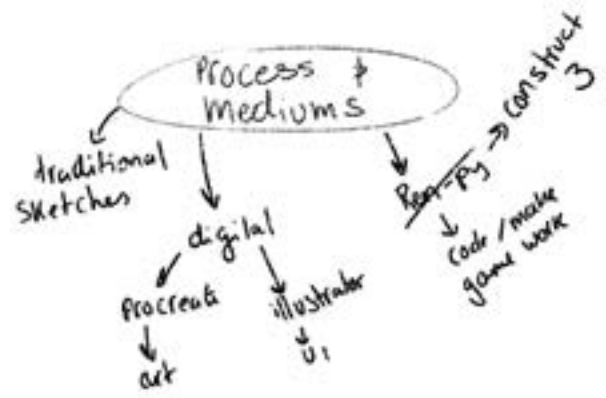 Process &
Mediums
traditional
sketches
digital
procreate
art
illustrator
ui
Ren-py
construct
3
code / make
game work